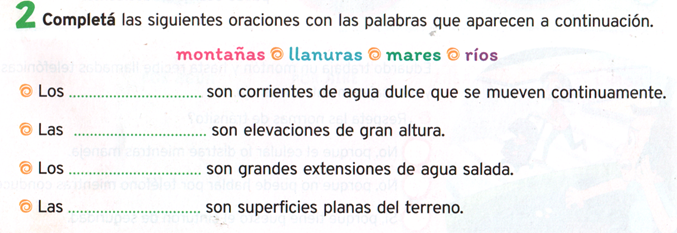 2 Completá las siguientes oraciones con las palabras que aparecen a continuación.
montañas llanuras mares ríos
Los ........................ son corrientes de agua dulce que se mueven continuamente.
Las ........................ son elevaciones de gran altura.
Los ........................ son grandes extensiones de agua salada.
Las ........................ son superficies planas del terreno.